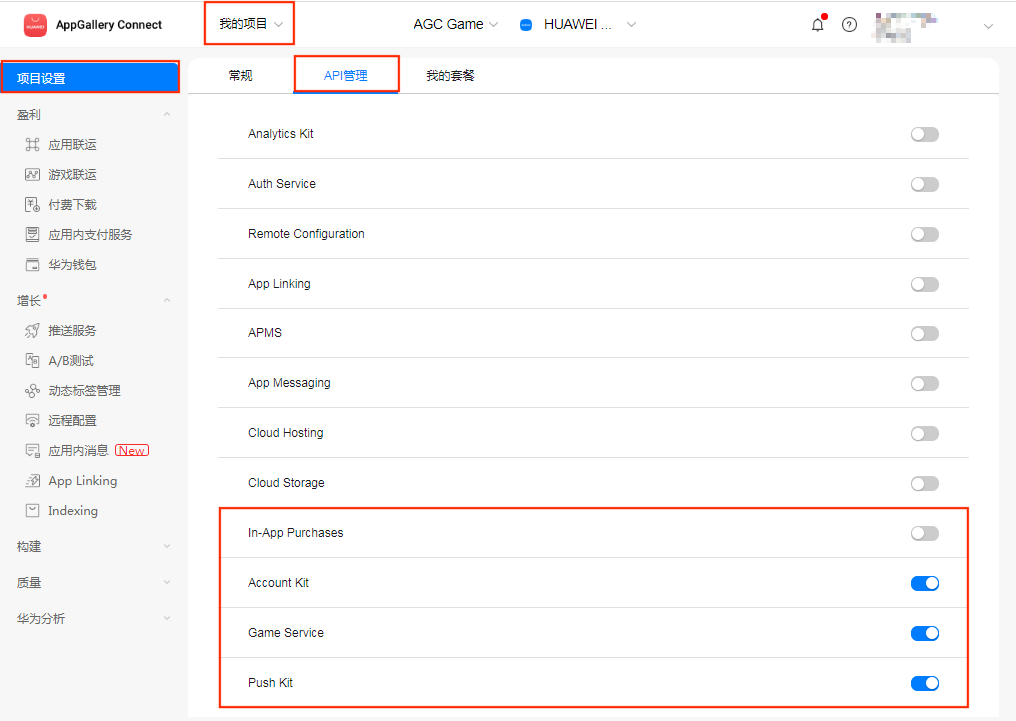 HUAWEI
AppGallery Connect
我的项目
AGC Game
HUAWEI ...
项目设置
盈利
应用联运
游戏联运
付费下载
应用内支付服务
华为钱包
增长
推送服务
A/B测试
动态标签管理
远程配置
应用内消息 New
App Linking
Indexing
构建
质量
华为分析
常规
API管理
我的套餐
Analytics Kit
Auth Service
Remote Configuration
App Linking
APMS
App Messaging
Cloud Hosting
Cloud Storage
In-App Purchases
Account Kit
Game Service
Push Kit